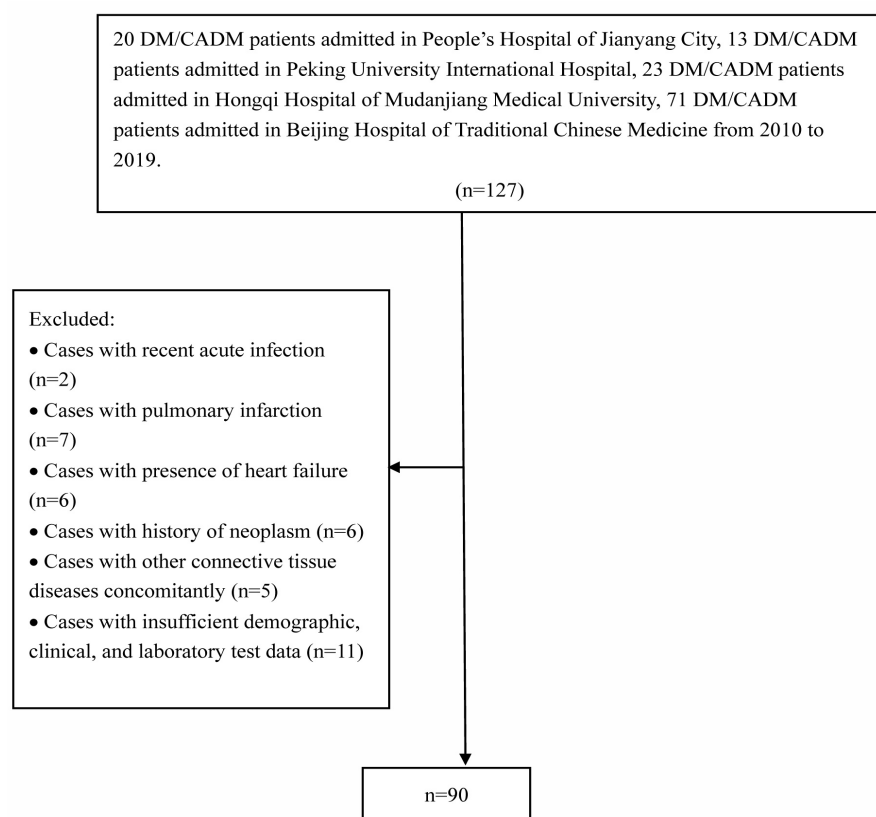 20 DM/CADM patients admitted in People’s Hospital of Jianyang City, 13 DM/CADM
patients admitted in Peking University International Hospital, 23 DM/CADM patients
admitted in Hongqi Hospital of Mudanjiang Medical University, 71 DM/CADM
patients admitted in Beijing Hospital of Traditional Chinese Medicine from 2010 to
2019.
(n=127)
Excluded:
• Cases with recent acute infection
(n=2)
• Cases with pulmonary infarction
(n=7)
• Cases with presence of heart failure
(n=6)
• Cases with history of neoplasm (n=6)
• Cases with other connective tissue
diseases concomitantly (n=5)
• Cases with insufficient demographic,
clinical, and laboratory test data (n=11)
n=90